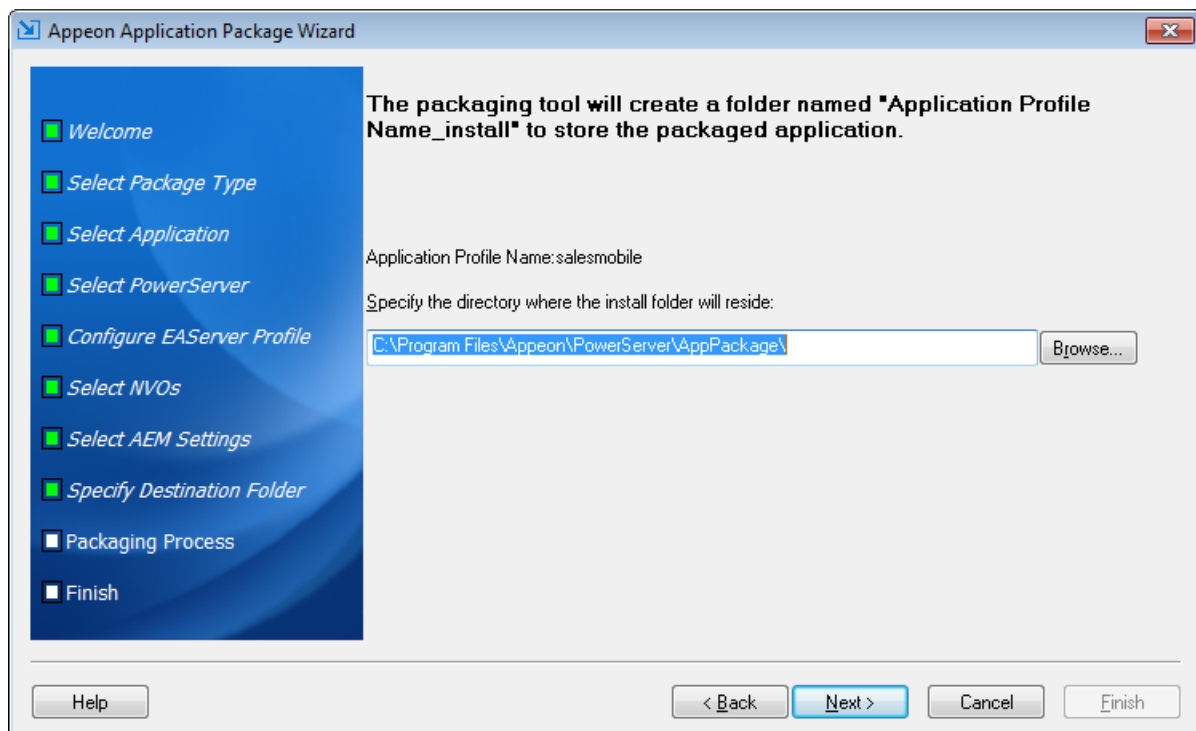 Appeon Application Package Wizard
Welcome
Select Package Type
Select Application
Select PowerServer
Configure EAServer Profile
Select NVOs
Select AEM Settings
Specify Destination Folder
Packaging Process
Finish
The packaging tool will create a folder named "Application Profile
Name_install" to store the packaged application.
Application Profile Name:salesmobile
Specify the directory where the install folder will reside:
C:\Program Files\Appeon\PowerServer\AppPackage\
Browse...
Help
< Back
Next >
Cancel
Finish